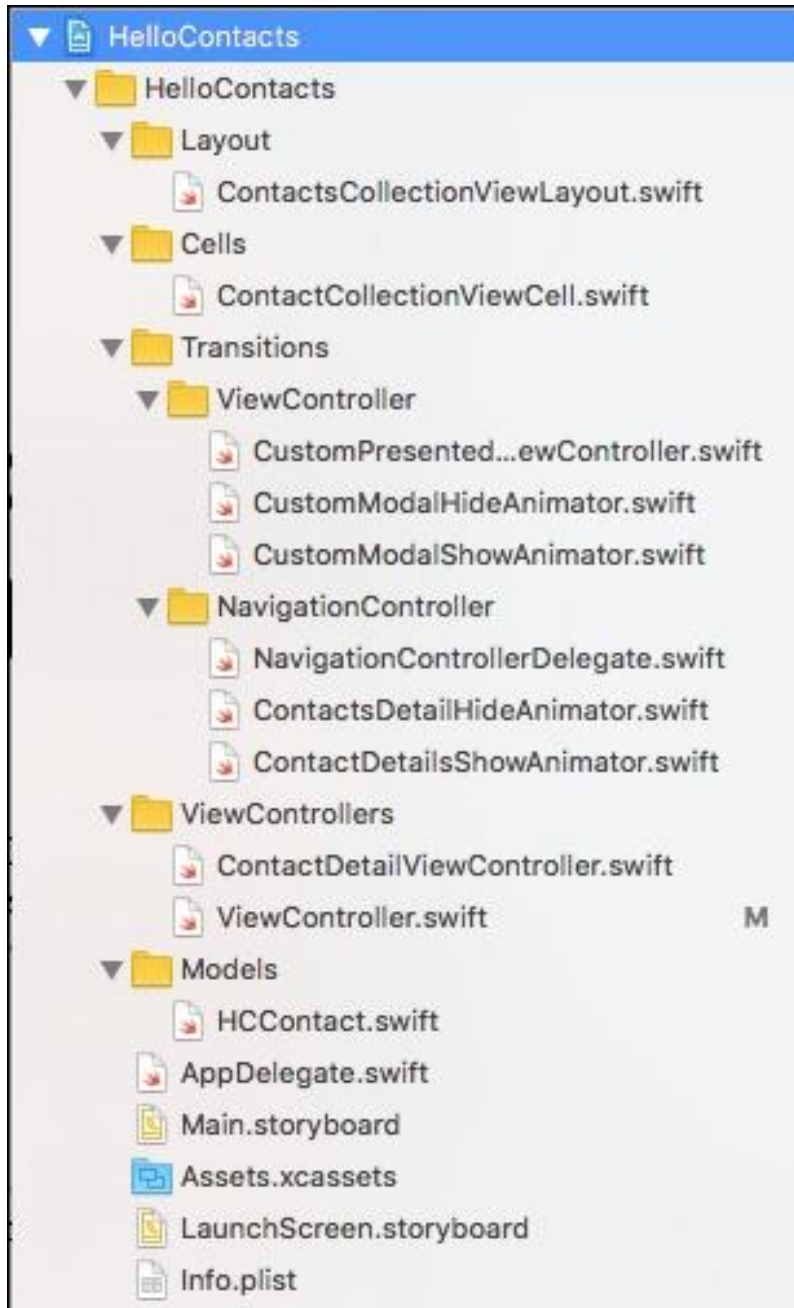 HelloContacts
HelloContacts
Layout
ContactsCollectionViewLayout.swift
Cells
ContactCollectionViewCell.swift
Transitions
ViewController
CustomPresented...ewController.swift
CustomModalHideAnimator.swift
CustomModalShowAnimator.swift
NavigationController
NavigationControllerDelegate.swift
ContactsDetailHideAnimator.swift
ContactDetailsShowAnimator.swift
ViewControllers
ContactDetailViewController.swift
ViewController.swift M
Models
HCContact.swift
AppDelegate.swift
Main.storyboard
Assets.xcassets
LaunchScreen.storyboard
Info.plist